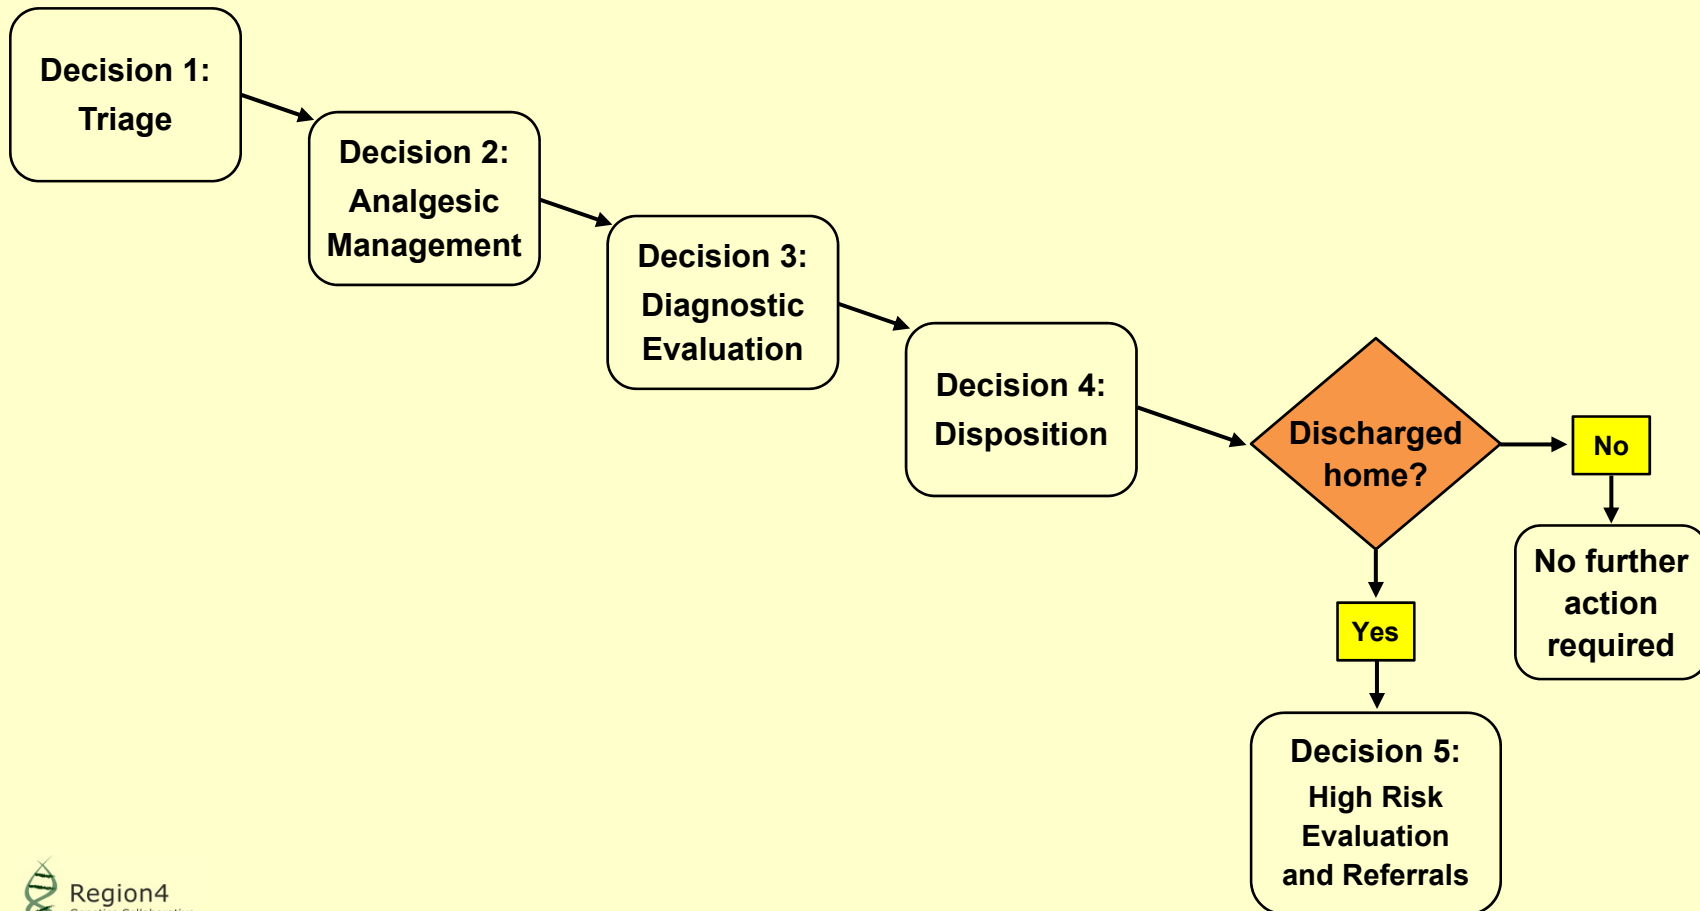 Decision 1:
Triage
Decision 2:
Analgesic
Management
Decision 3:
Diagnostic
Evaluation
Decision 4:
Disposition
Discharged
home?
No
No further
action
required
Yes
Decision 5:
High Risk
Evaluation
and Referrals
Region4